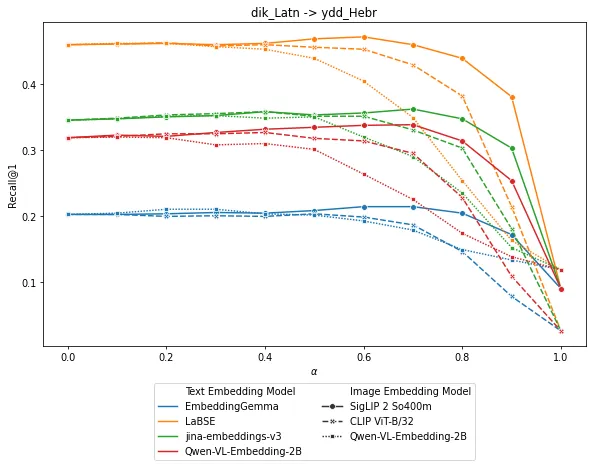 dik_Latn -> ydd_Hebr
Recall@1
0.4
0.3
0.2
0.1
0.0 0.2 0.4 0.6 0.8 1.0
α
Text Embedding Model
EmbeddingGemma
LaBSE
jina-embeddings-v3
Qwen-VL-Embedding-2B
Image Embedding Model
SigLIP 2 So400m
CLIP ViT-B/32
Qwen-VL-Embedding-2B